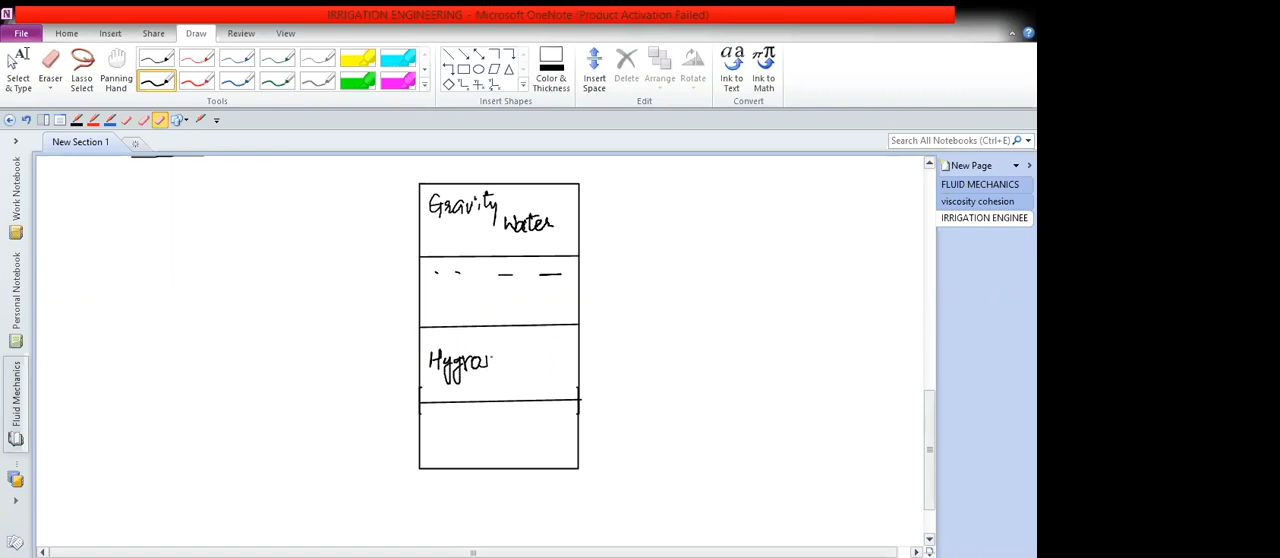 IRRIGATION ENGINEERING - Microsoft OneNote (Product Activation Failed)
File Home Insert Share Draw Review View
Select & Type
Eraser
Lasso Select
Panning Hand
Color & Thickness
Insert Space
Delete
Arrange
Rotate
Ink to Text
Ink to Math
Tools
Insert Shapes
Edit
Convert
New Section 1
Search All Notebooks (Ctrl+E)
Work Notebook
Personal Notebook
Fluid Mechanics
New Page
FLUID MECHANICS
viscosity cohesion
IRRIGATION ENGINEE
Gravity
Water
Hygros